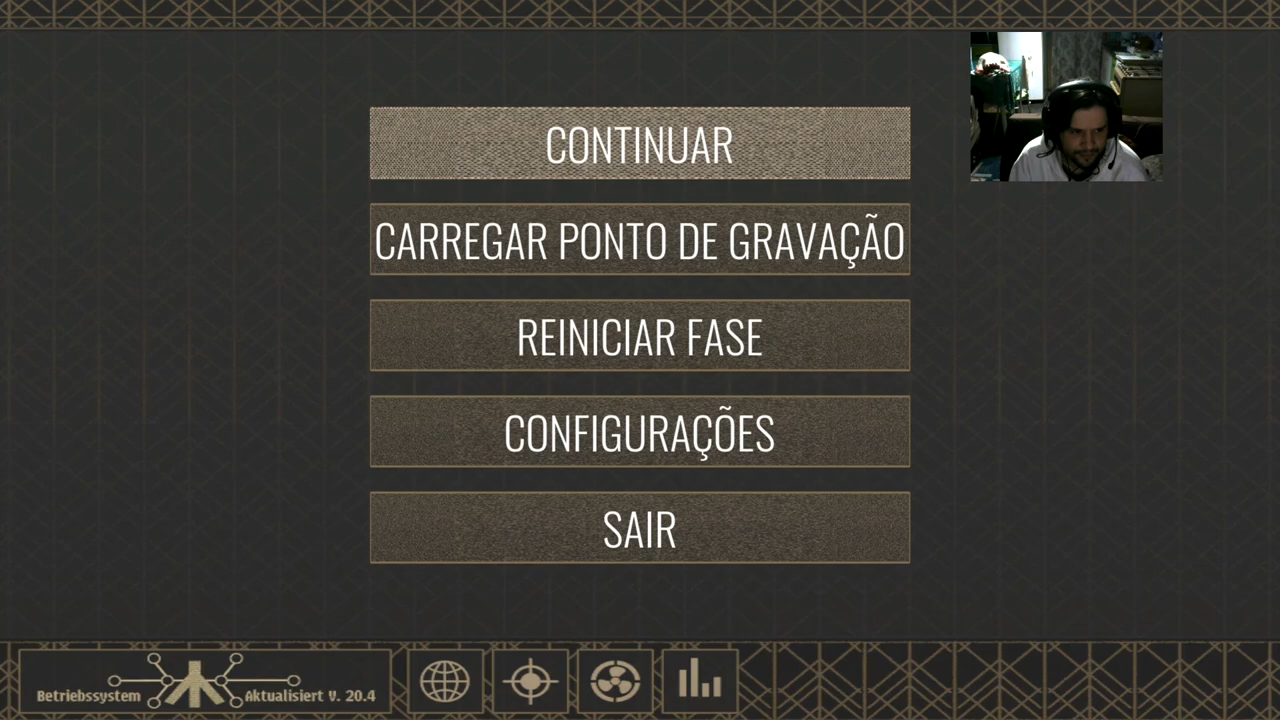 CONTINUAR
CARREGAR PONTO DE GRAVAÇÃO
REINICIAR FASE
CONFIGURAÇÕES
SAIR
Betriebssystem Aktualisiert V. 20.4